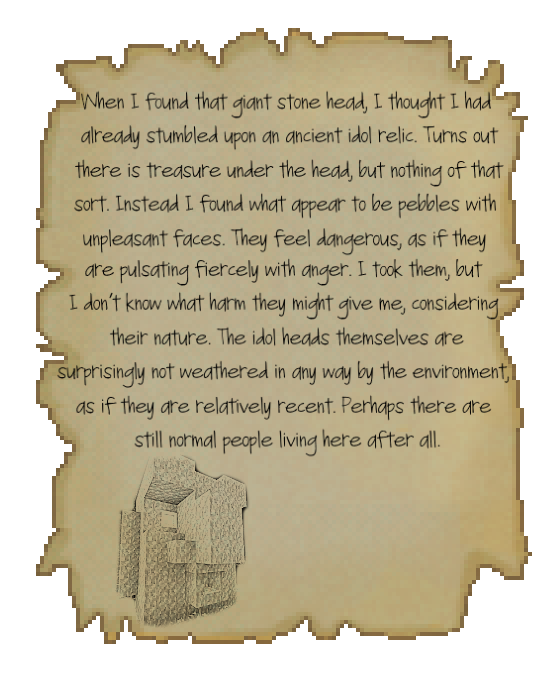 When I found that giant stone head, I thought I had
already stumbled upon an ancient idol relic. Turns out
there is treasure under the head, but nothing of that
sort. Instead I found what appear to be pebbles with
unpleasant faces. They feel dangerous, as if they
are pulsating fiercely with anger. I took them, but
I don't know what harm they might give me, considering
their nature. The idol heads themselves are
surprisingly not weathered in any way by the environment,
as if they are relatively recent. Perhaps there are
still normal people living here after all.